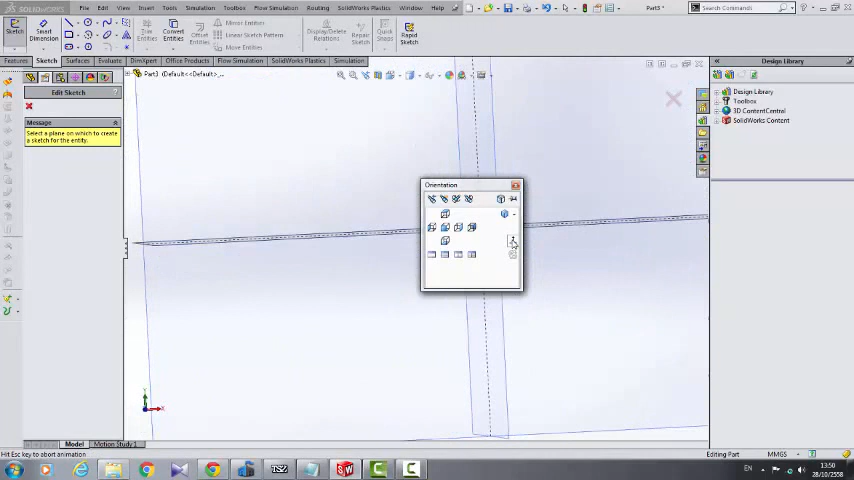 SOLIDWORKS File Edit View Insert Tools Simulation Window Routing Flow Simulation Help Part3 * Search Commands
Sketch Smart Dimension Trim Entities Convert Entities Mirror Entities Linear Sketch Pattern Move Entities Display/Delete Relations Repair Sketch Quick Snaps Rapid Sketch
Features Sketch Surfaces Evaluate DimXpert Office Products Flow Simulation SolidWorks Plastics Simulation
Part3 (Default<<Default>_...
Design Library
Edit Sketch
Message
Select a plane on which to create a sketch for the entity.
Design Library
Toolbox
3D ContentCentral
SolidWorks Content
Orientation
Y
X
Model Motion Study 1
Hit Esc key to abort animation
Editing Part MMGS
EN 13:50
28/10/2558